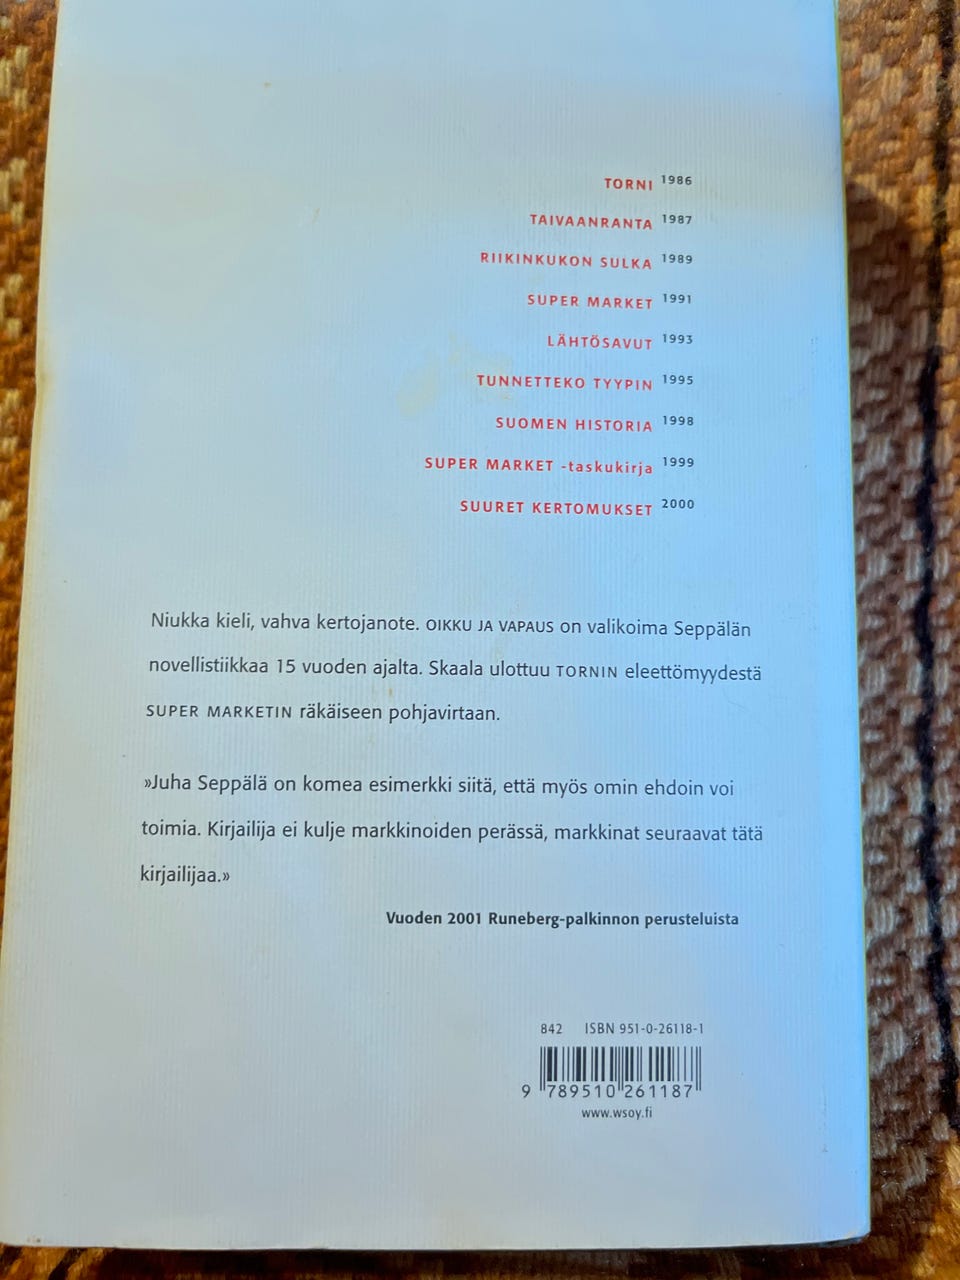 TORNI 1986
TAIVAANRANTA 1987
RIIKINKUKON SULKA 1989
SUPER MARKET 1991
LÄHTÖSAVUT 1993
TUNNETTEKO TYYPIN 1995
SUOMEN HISTORIA 1998
SUPER MARKET -taskukirja 1999
SUURET KERTOMUKSET 2000
Niukka kieli, vahva kertojanote. OIKKU JA VAPAUS on valikoima Seppälän
novellistiikkaa 15 vuoden ajalta. Skaala ulottuu TORNIN eleettömyydestä
SUPER MARKETIN räkäiseen pohjavirtaan.
»Juha Seppälä on komea esimerkki siitä, että myös omin ehdoin voi
toimia. Kirjailija ei kulje markkinoiden perässä, markkinat seuraavat tätä
kirjailijaa.»
Vuoden 2001 Runeberg-palkinnon perusteluista
842 ISBN 951-0-26118-1
9 789510 261187
www.wsoy.fi